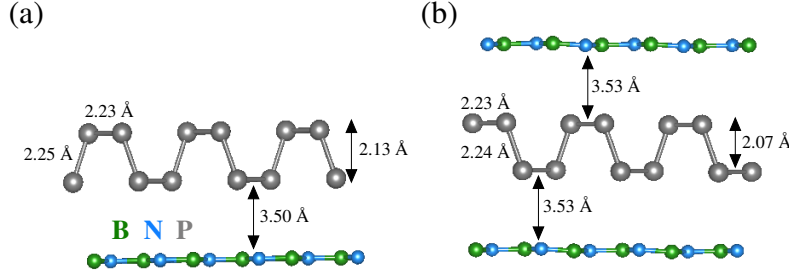 (a)
2.23 Å
2.25 Å
2.13 Å
3.50 Å
B N P
(b)
3.53 Å
2.23 Å
2.24 Å
2.07 Å
3.53 Å